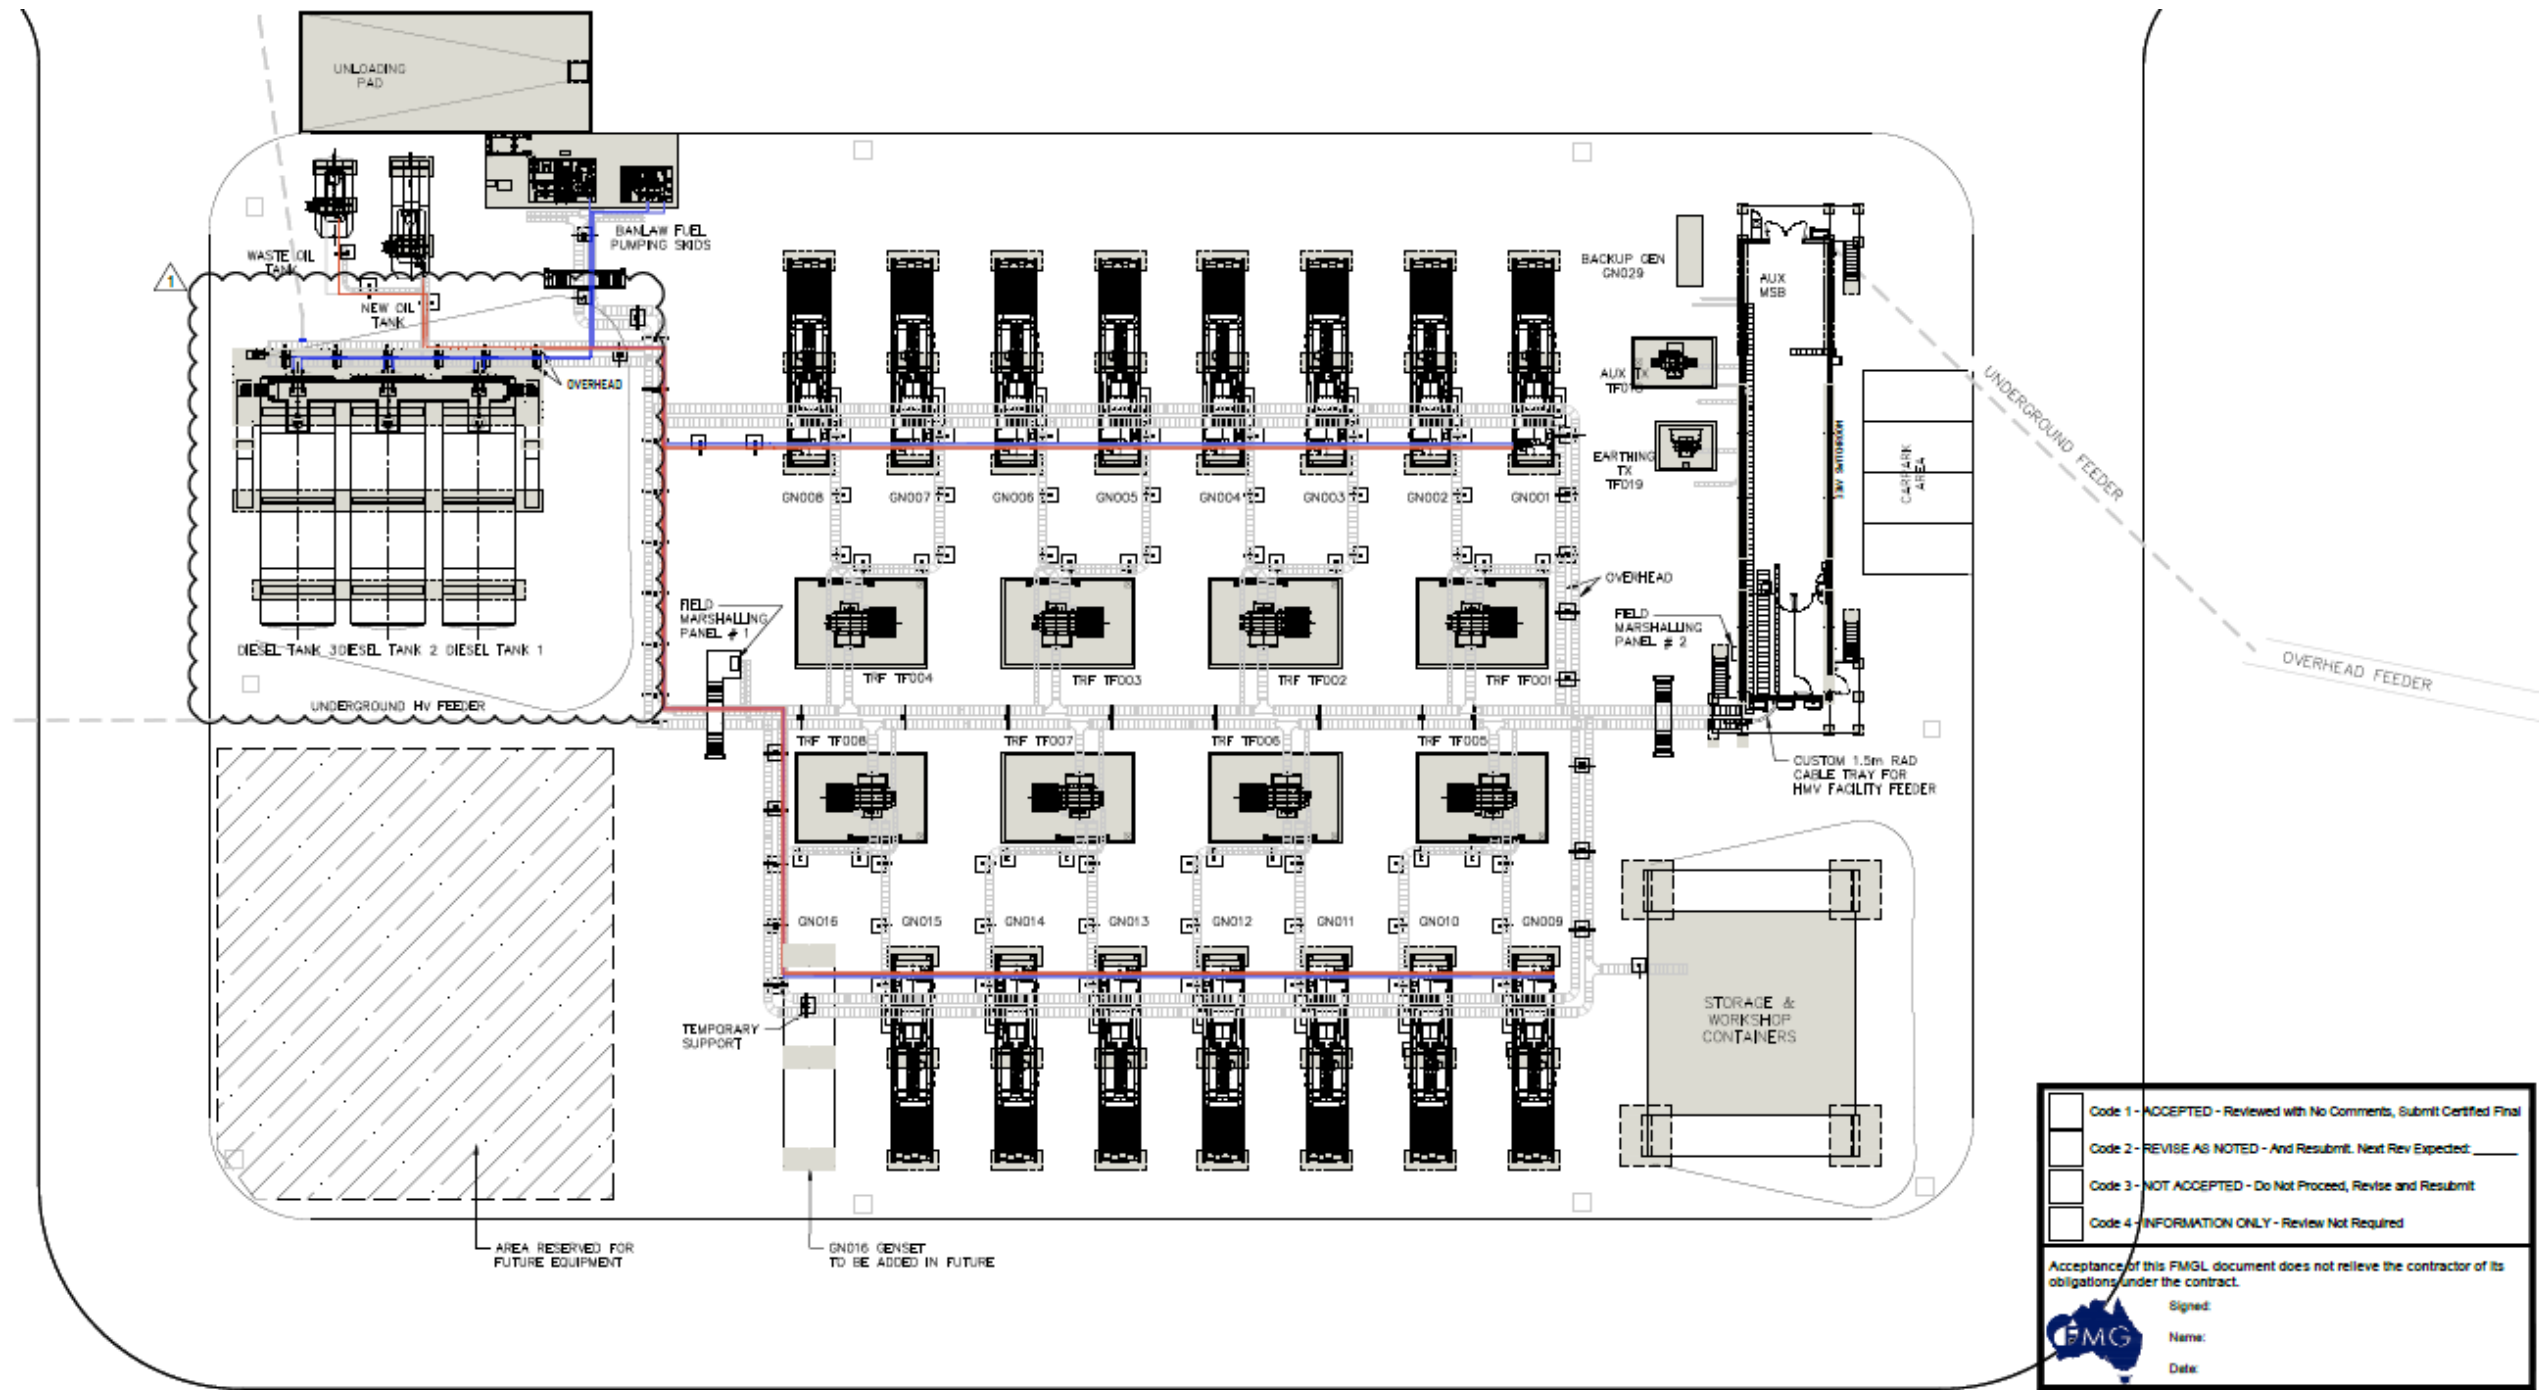 UNLOADING
PAD
BANLAW FUEL
PUMPING SKIDS
WASTE OIL
TANK
1
NEW OIL
TANK
OVERHEAD
DIESEL TANK 3
DIESEL TANK 2
DIESEL TANK 1
UNDERGROUND HV FEEDER
GN008
GN007
GN006
GN005
GN004
GN003
GN002
GN001
BACKUP GEN
GN029
AUX
MSB
AUX TX
EARTHING
TX
TF019
CARPARK
AREA
UNDERGROUND FEEDER
OVERHEAD FEEDER
FIELD
MARSHALLING
PANEL # 1
OVERHEAD
FIELD
MARSHALLING
PANEL # 2
TRF TF004
TRF TF003
TRF TF002
TRF TF001
TRF TF008
TRF TF007
TRF TF006
TRF TF005
CUSTOM 1.5m RAD
CABLE TRAY FOR
HMV FACILITY FEEDER
GN016
GN015
GN014
GN013
GN012
GN011
GN010
GN009
TEMPORARY
SUPPORT
STORAGE &
WORKSHOP
CONTAINERS
AREA RESERVED FOR
FUTURE EQUIPMENT
GN016 GENSET
TO BE ADDED IN FUTURE
Code 1 - ACCEPTED - Reviewed with No Comments, Submit Certified Final
Code 2 - REVISE AS NOTED - And Resubmit. Next Rev Expected: ______
Code 3 - NOT ACCEPTED - Do Not Proceed, Revise and Resubmit
Code 4 - INFORMATION ONLY - Review Not Required
Acceptance of this FMGL document does not relieve the contractor of its
obligations under the contract.
FMG
Signed:
Name:
Date: